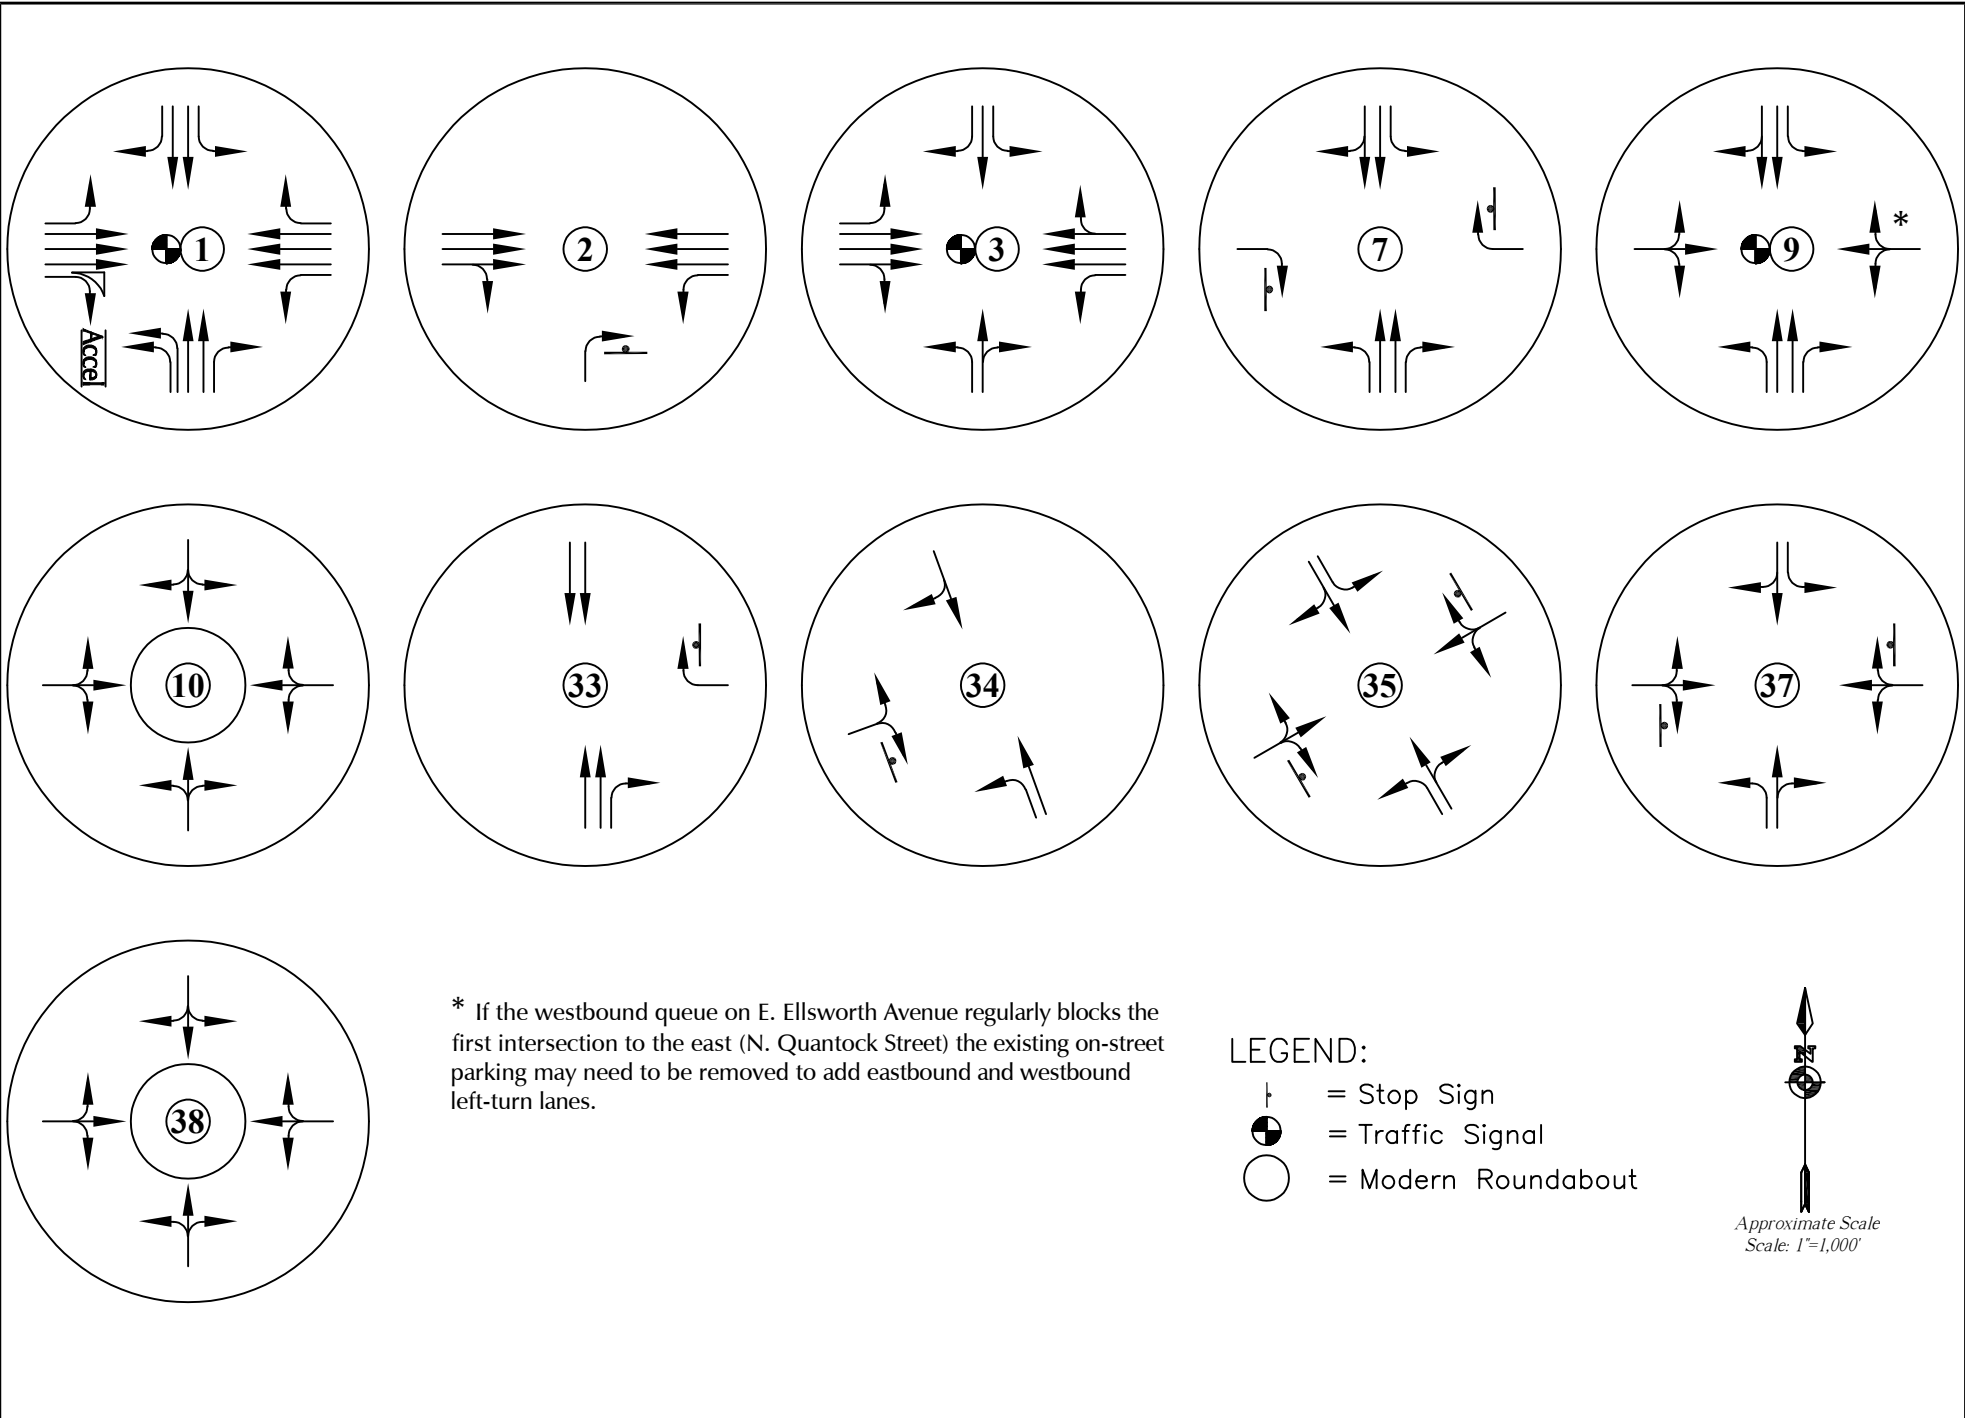 1
2
3
7
9
*
Accel
10
33
34
35
37
38
* If the westbound queue on E. Ellsworth Avenue regularly blocks the
first intersection to the east (N. Quantock Street) the existing on-street
parking may need to be removed to add eastbound and westbound
left-turn lanes.
LEGEND:
= Stop Sign
= Traffic Signal
= Modern Roundabout
N
Approximate Scale
Scale: 1"=1,000'